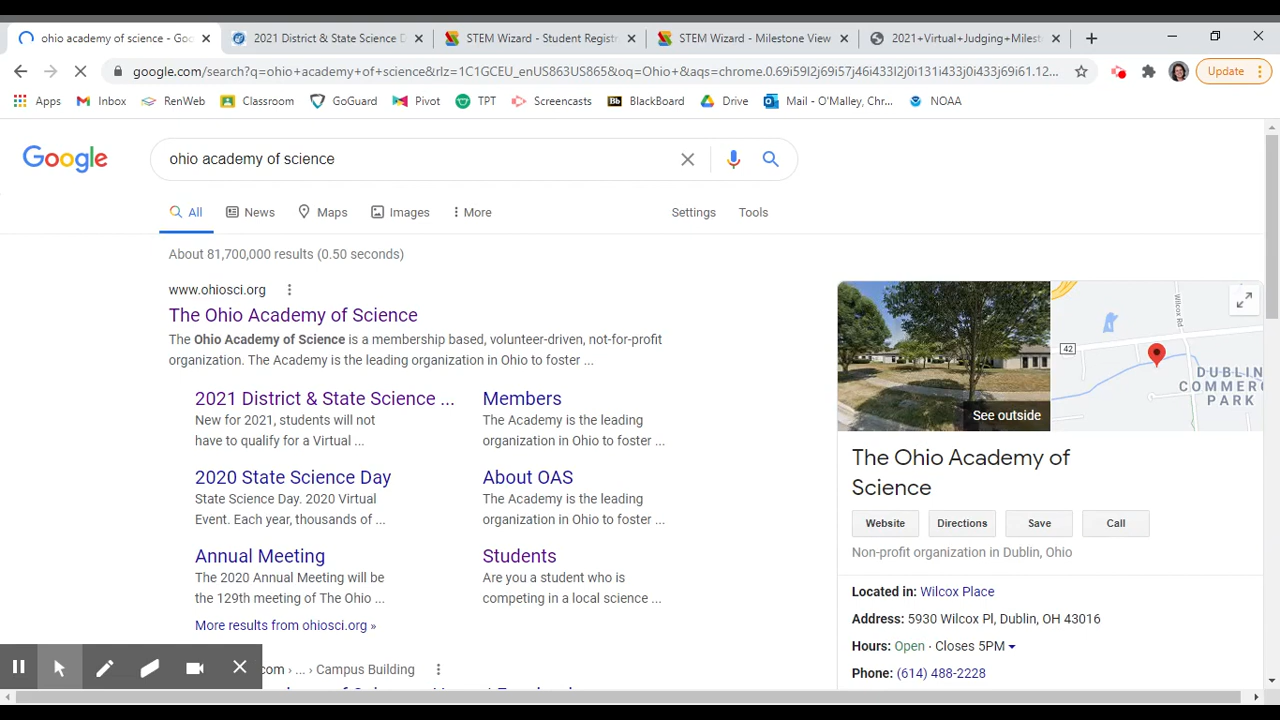 ohio academy of science - Goo
2021 District & State Science D
STEM Wizard - Student Registr
STEM Wizard - Milestone View
2021+Virtual+Judging+Milest
google.com/search?q=ohio+academy+of+science&rlz=1C1GCEU_enUS862US865&oq=Ohio+&aqs=chrome.0.69i59l2j69i57j46i433l2j0i131i433j0i433j69i61.12...
Update
Apps
Inbox
RenWeb
Classroom
GoGuard
Pivot
TPT
Screencasts
Bb BlackBoard
Drive
Mail - O'Malley, Chr...
NOAA
Google
ohio academy of science
All
News
Maps
Images
More
Settings
Tools
About 81,700,000 results (0.50 seconds)
www.ohiosci.org
The Ohio Academy of Science
The Ohio Academy of Science is a membership based, volunteer-driven, not-for-profit
organization. The Academy is the leading organization in Ohio to foster ...
2021 District & State Science ...
New for 2021, students will not
have to qualify for a Virtual ...
Members
The Academy is the leading
organization in Ohio to foster ...
2020 State Science Day
State Science Day. 2020 Virtual
Event. Each year, thousands of ...
About OAS
The Academy is the leading
organization in Ohio to foster ...
Annual Meeting
The 2020 Annual Meeting will be
the 129th meeting of The Ohio ...
Students
Are you a student who is
competing in a local science ...
More results from ohiosci.org »
com › ... › Campus Building
See outside
Wilcox Rd
42
DUBLIN
COMMERC
PARK
The Ohio Academy of
Science
Website
Directions
Save
Call
Non-profit organization in Dublin, Ohio
Located in: Wilcox Place
Address: 5930 Wilcox Pl, Dublin, OH 43016
Hours: Open · Closes 5PM
Phone: (614) 488-2228